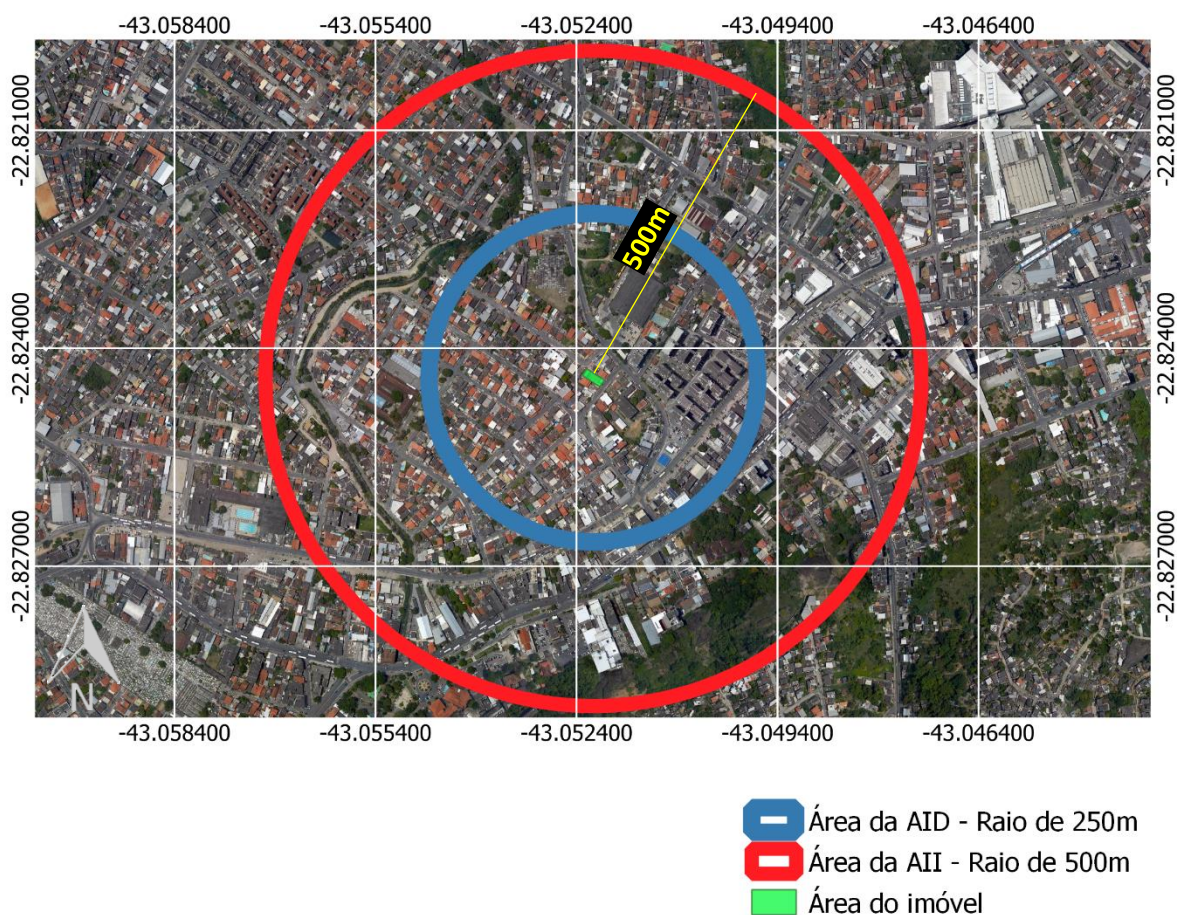 -43.058400 -43.055400 -43.052400 -43.049400 -43.046400
-22.821000 -22.821000
500m
-22.824000 -22.824000
-22.827000 -22.827000
N
-43.058400 -43.055400 -43.052400 -43.049400 -43.046400
Área da AID - Raio de 250m
Área da AII - Raio de 500m
Área do imóvel